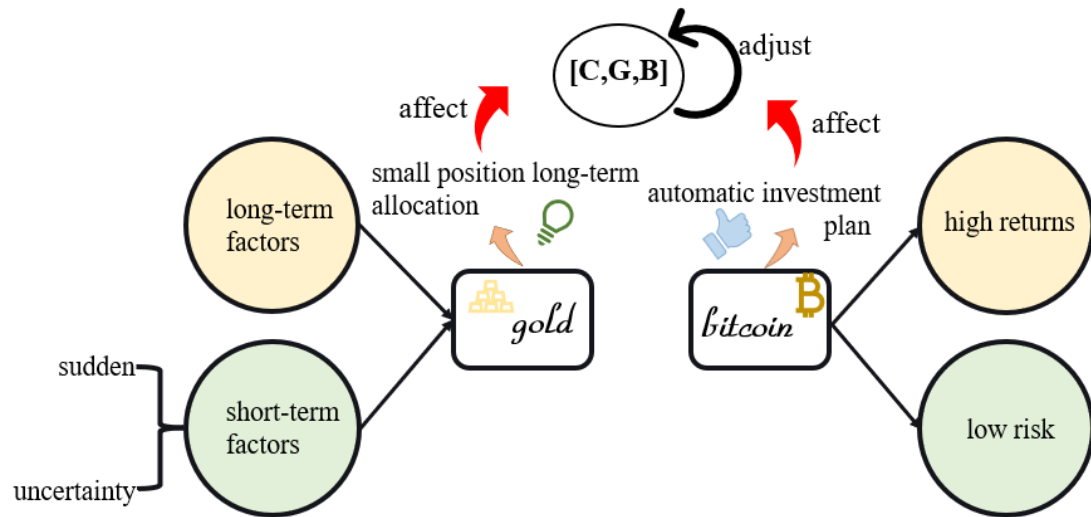 [C,G,B]
adjust
affect
affect
small position long-term
allocation
automatic investment
plan
long-term
factors
high returns
gold
bitcoin
sudden
short-term
factors
low risk
uncertainty